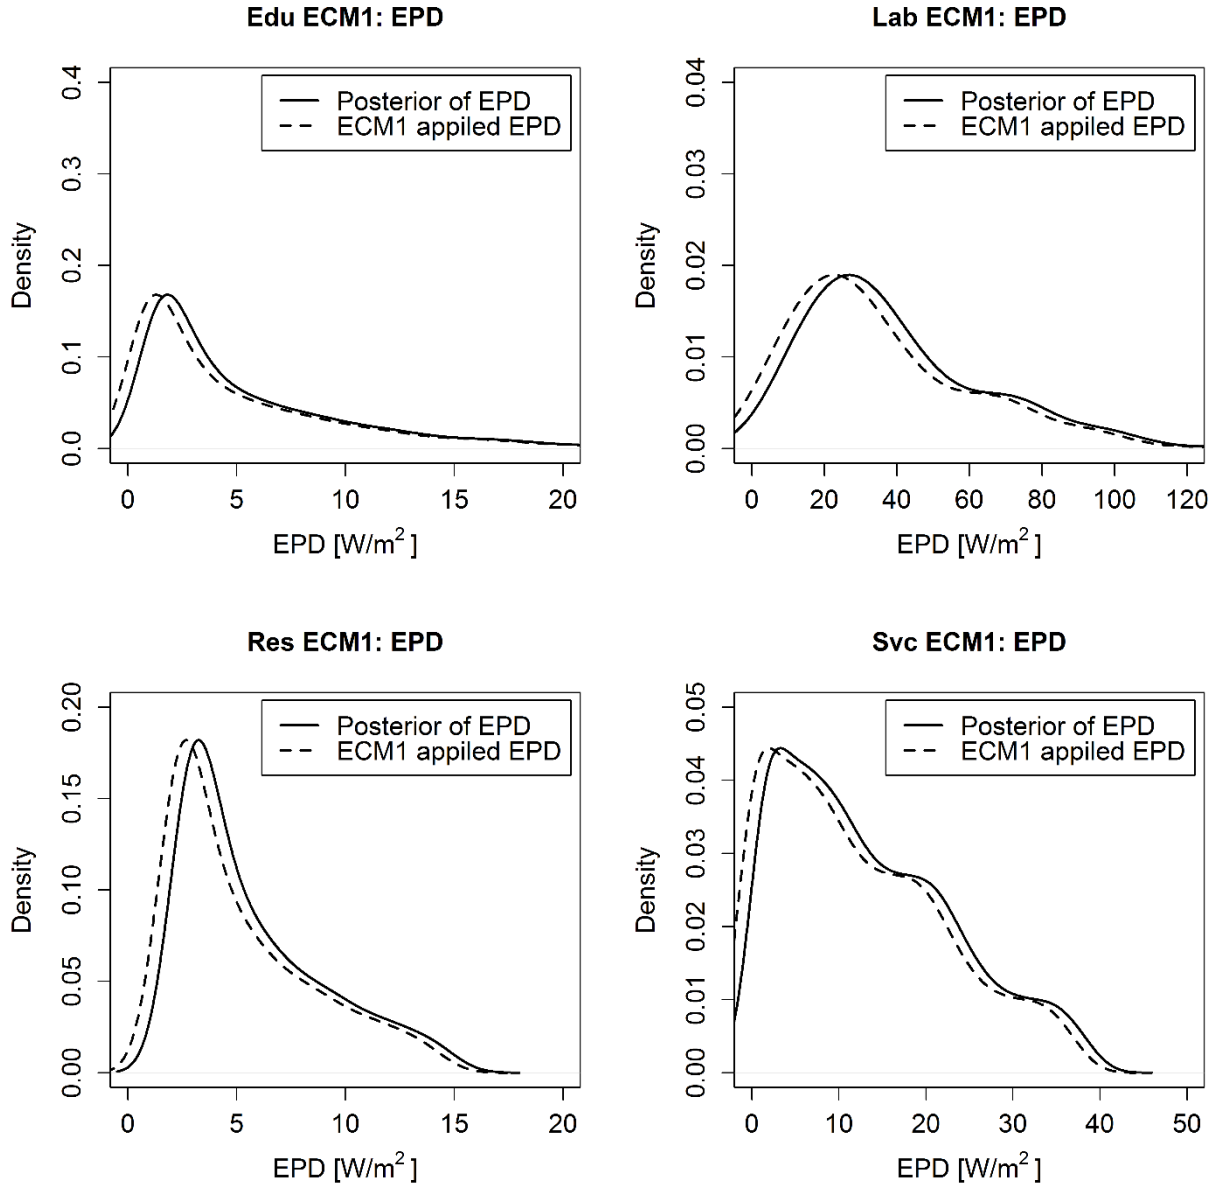 Edu ECM1: EPD
Posterior of EPD
ECM1 appiled EPD
Density
0.0
0.1
0.2
0.3
0.4
0
5
10
15
20
EPD [W/m²]
Lab ECM1: EPD
Posterior of EPD
ECM1 appiled EPD
Density
0.00
0.01
0.02
0.03
0.04
0
20
40
60
80
100
120
EPD [W/m²]
Res ECM1: EPD
Posterior of EPD
ECM1 appiled EPD
Density
0.00
0.05
0.10
0.15
0.20
0
5
10
15
20
EPD [W/m²]
Svc ECM1: EPD
Posterior of EPD
ECM1 appiled EPD
Density
0.00
0.01
0.02
0.03
0.04
0.05
0
10
20
30
40
50
EPD [W/m²]